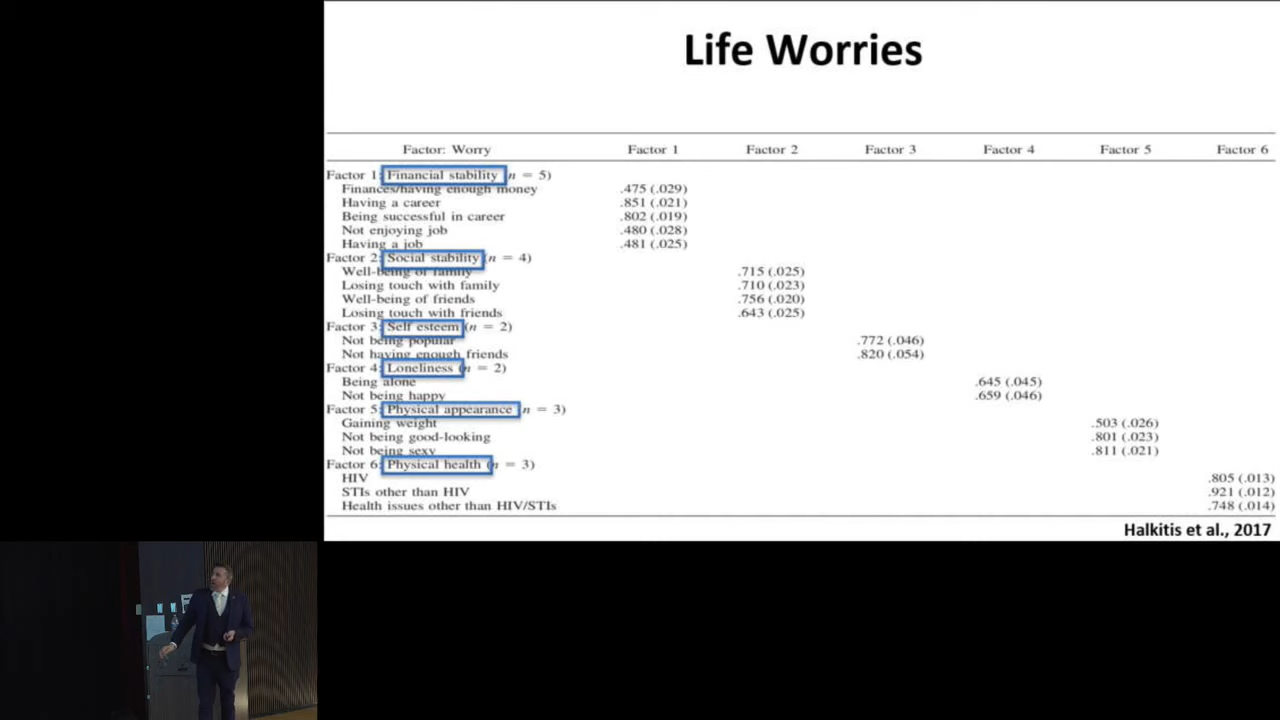 Life Worries
Factor: Worry Factor 1 Factor 2 Factor 3 Factor 4 Factor 5 Factor 6
Factor 1: Financial stability (n = 5)
Finances/having enough money .475 (.029)
Having a career .851 (.021)
Being successful in career .802 (.019)
Not enjoying job .480 (.028)
Having a job .481 (.025)
Factor 2: Social stability (n = 4)
Well-being of family .715 (.025)
Losing touch with family .710 (.023)
Well-being of friends .756 (.020)
Losing touch with friends .643 (.025)
Factor 3: Self esteem (n = 2)
Not being popular .772 (.046)
Not having enough friends .820 (.054)
Factor 4: Loneliness (n = 2)
Being alone .645 (.045)
Not being happy .659 (.046)
Factor 5: Physical appearance (n = 3)
Gaining weight .503 (.026)
Not being good-looking .801 (.023)
Not being sexy .811 (.021)
Factor 6: Physical health (n = 3)
HIV .805 (.013)
STIs other than HIV .921 (.012)
Health issues other than HIV/STIs .748 (.014)
Halkitis et al., 2017